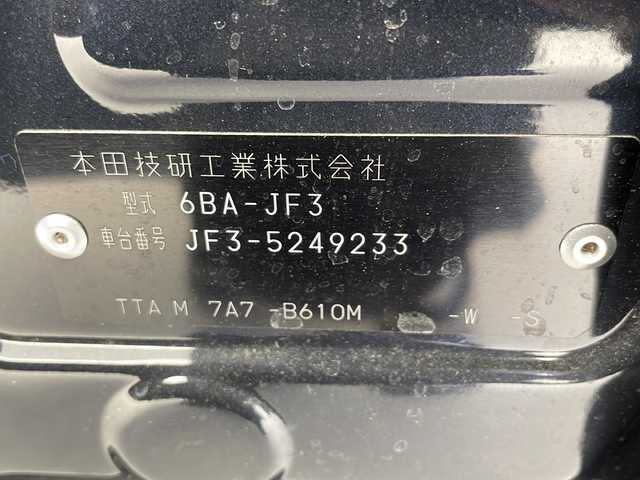 本田技研工業株式会社
型式 6BA-JF3
車台番号 JF3-5249233
TTA M 7A7 -B610M -W -S